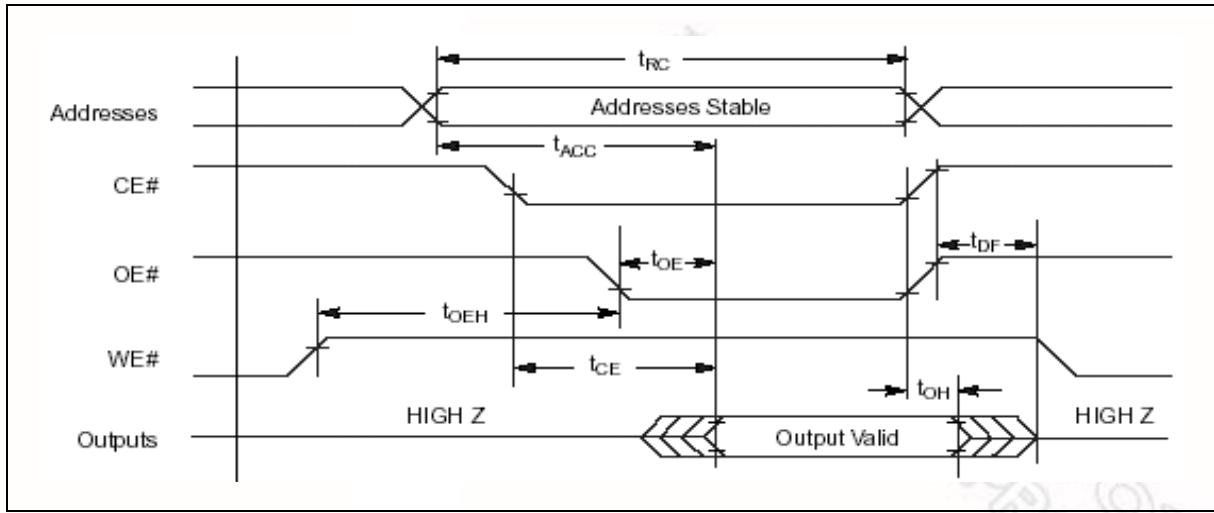 tRC
Addresses
Addresses Stable
tACC
CE#
tDF
OE#
tOE
tOEH
WE#
tCE
tOH
HIGH Z
HIGH Z
Outputs
Output Valid